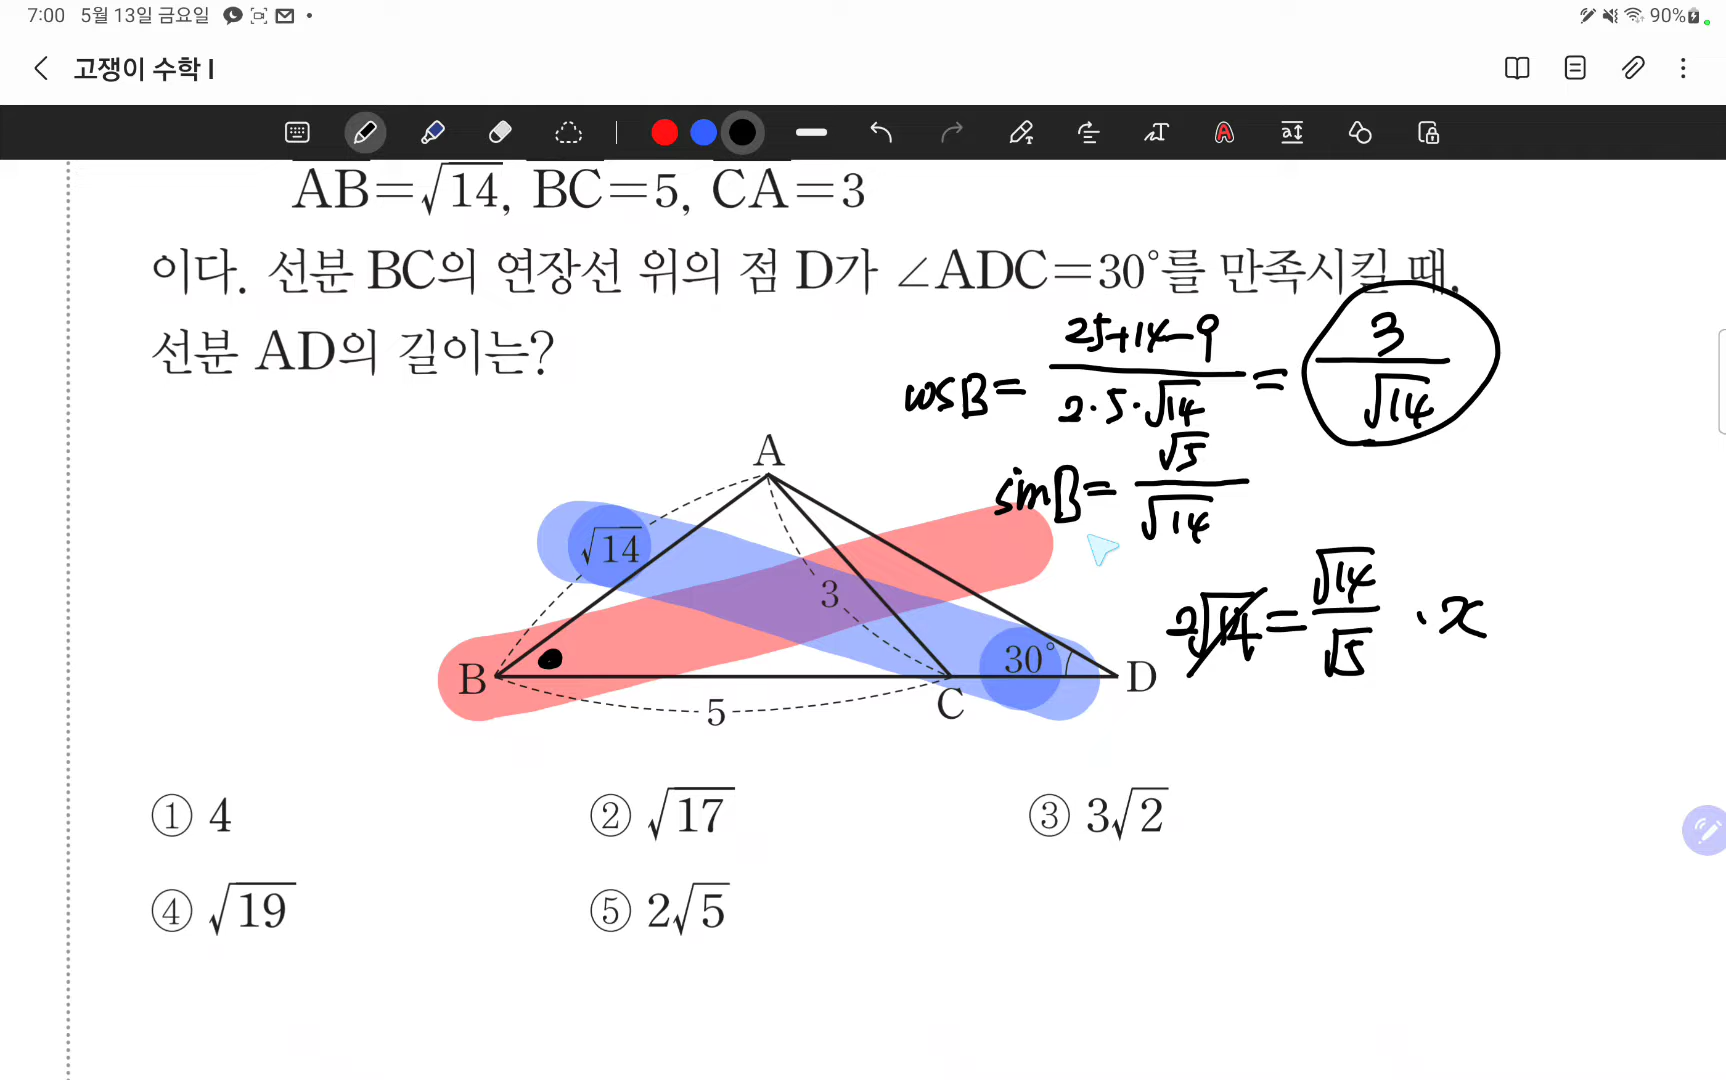 7:00 5월 13일 금요일
90%
고쟁이 수학 I
AB=√14, BC=5, CA=3
이다. 선분 BC의 연장선 위의 점 D가 ∠ADC=30°를 만족시킬 때,
선분 AD의 길이는?
cosB= (25+14-9)/(2·5·√14) = 3/√14
sinB= √5/√14
2√14 = √14/√5 · x
A
√14
3
30°
B
C
D
5
① 4
② √17
③ 3√2
④ √19
⑤ 2√5